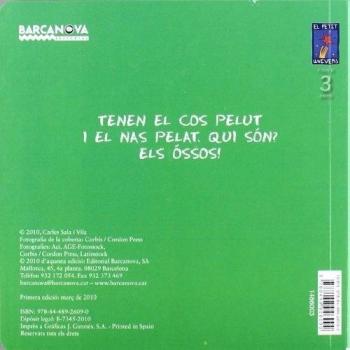 BARCANOVA
EDITORIAL
EL PETIT
UNIVERS
3
TENEN EL COS PELUT
I EL NAS PELAT. QUI SÓN?
ELS ÓSSOS!
© 2010, Carles Sala i Vila
Fotografia de la coberta: Corbis / Cordon Press
Fotografies: Aci, AGE-Fotostock,
Corbis / Cordon Press, Latinstock
© 2010 d'aquesta edició: Editorial Barcanova, SA
Mallorca, 45, 4a planta. 08029 Barcelona
Telèfon 932 172 054. Fax 932 373 469
barcanova@barcanova.cat www.barcanova.cat
Primera edició: març de 2010
ISBN: 978-84-489-2609-0
Dipòsit legal: B-7345-2010
Imprès a Gràfiques J. Gironès, S.A. - Printed in Spain
Reservats tots els drets
1466003